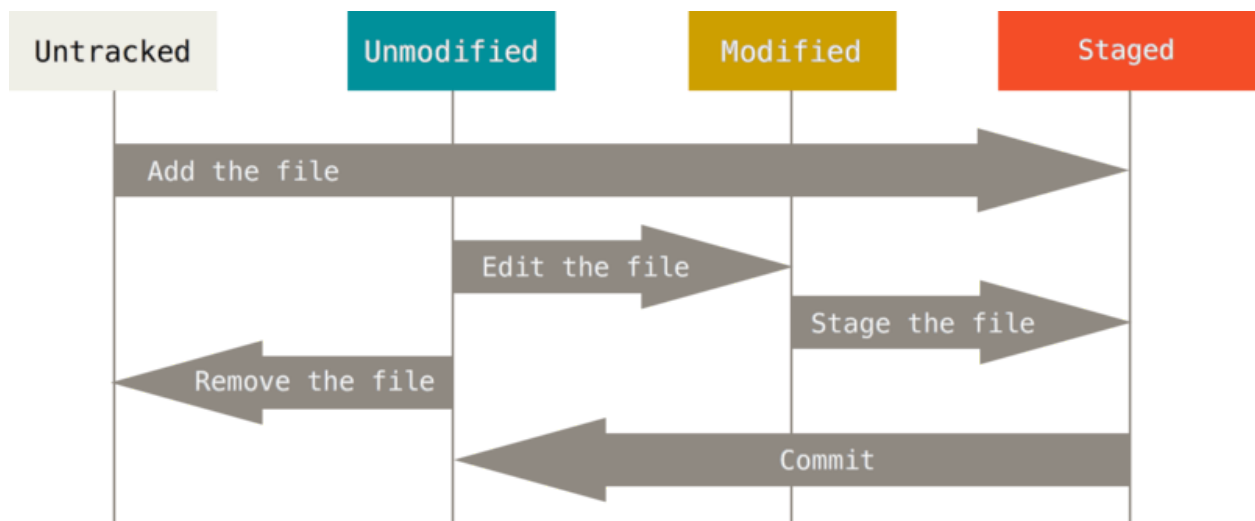 Untracked
Unmodified
Modified
Staged
Add the file
Edit the file
Stage the file
Remove the file
Commit